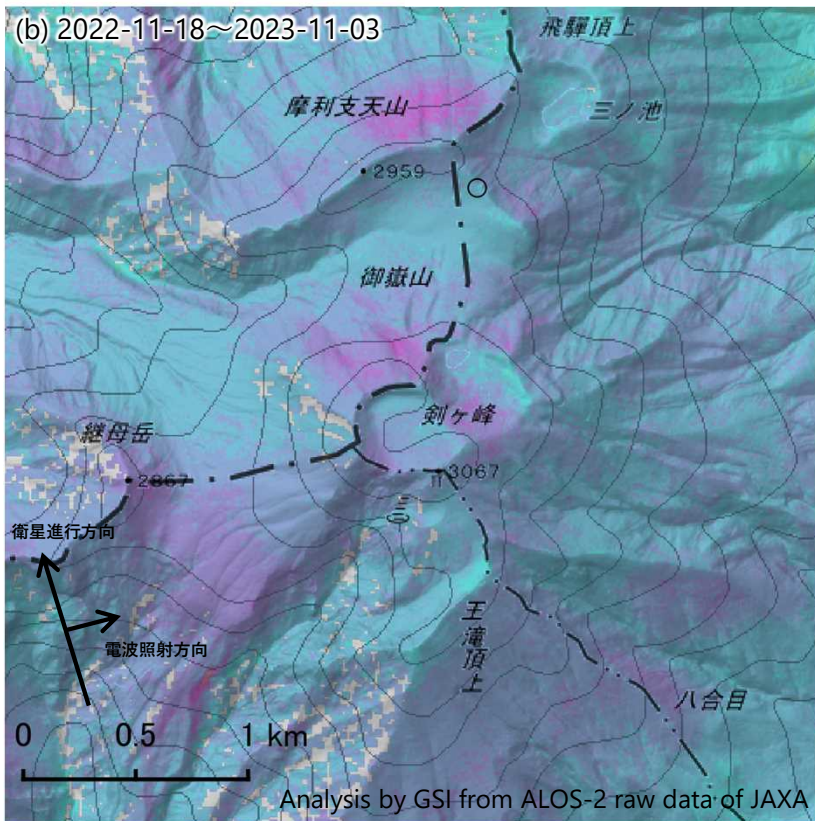 (b) 2022-11-18～2023-11-03
飛驒頂上
摩利支天山
三ノ池
2959
御嶽山
剣ヶ峰
継母岳
2867
3067
衛星進行方向
電波照射方向
王滝頂上
八合目
0 0.5 1 km
Analysis by GSI from ALOS-2 raw data of JAXA